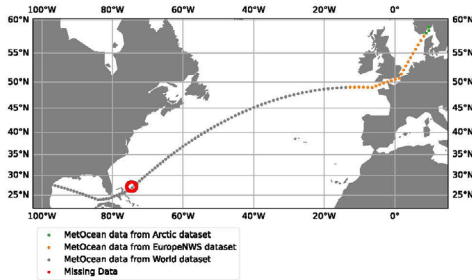 100°W 80°W 60°W 40°W 20°W 0°
60°N 60°N
55°N 55°N
50°N 50°N
45°N 45°N
40°N 40°N
35°N 35°N
30°N 30°N
25°N 25°N
100°W 80°W 60°W 40°W 20°W 0°
MetOcean data from Arctic dataset
MetOcean data from EuropeNWS dataset
MetOcean data from World dataset
Missing Data